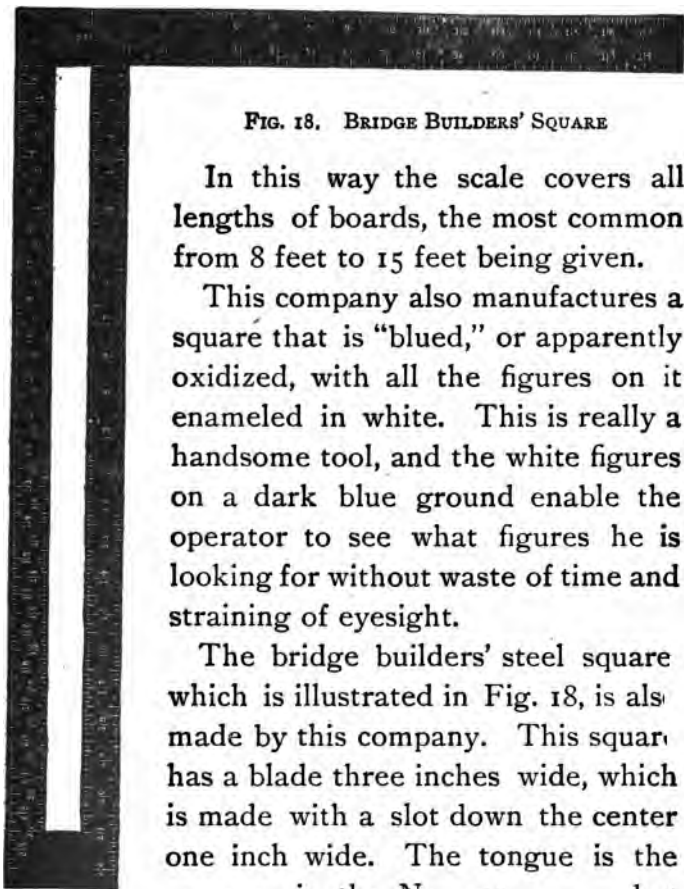 FIG. 18. BRIDGE BUILDERS' SQUARE
In this way the scale covers all
lengths of boards, the most common
from 8 feet to 15 feet being given.
This company also manufactures a
square that is "blued," or apparently
oxidized, with all the figures on it
enameled in white. This is really a
handsome tool, and the white figures
on a dark blue ground enable the
operator to see what figures he is
looking for without waste of time and
straining of eyesight.
The bridge builders' steel square
which is illustrated in Fig. 18, is als
made by this company. This squar
has a blade three inches wide, which
is made with a slot down the center
one inch wide. The tongue is the